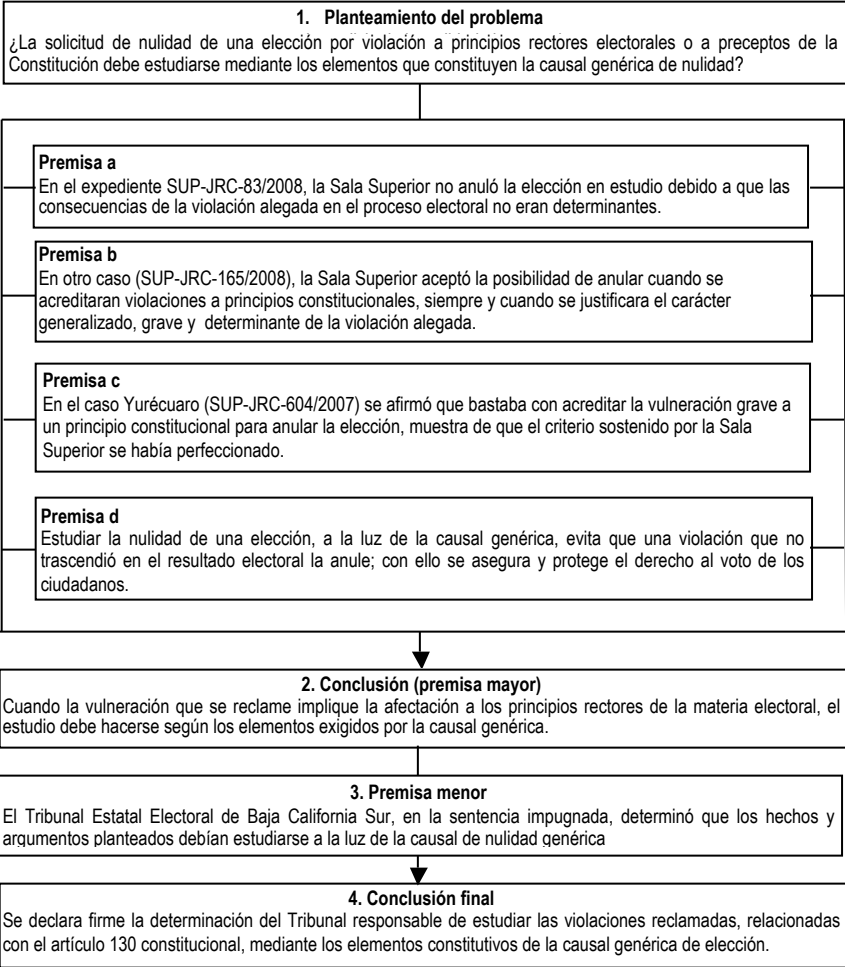 1. Planteamiento del problema
¿La solicitud de nulidad de una elección por violación a principios rectores electorales o a preceptos de la
Constitución debe estudiarse mediante los elementos que constituyen la causal genérica de nulidad?
Premisa a
En el expediente SUP-JRC-83/2008, la Sala Superior no anuló la elección en estudio debido a que las
consecuencias de la violación alegada en el proceso electoral no eran determinantes.
Premisa b
En otro caso (SUP-JRC-165/2008), la Sala Superior aceptó la posibilidad de anular cuando se
acreditaran violaciones a principios constitucionales, siempre y cuando se justificara el carácter
generalizado, grave y determinante de la violación alegada.
Premisa c
En el caso Yurécuaro (SUP-JRC-604/2007) se afirmó que bastaba con acreditar la vulneración grave a
un principio constitucional para anular la elección, muestra de que el criterio sostenido por la Sala
Superior se había perfeccionado.
Premisa d
Estudiar la nulidad de una elección, a la luz de la causal genérica, evita que una violación que no
trascendió en el resultado electoral la anule; con ello se asegura y protege el derecho al voto de los
ciudadanos.
2. Conclusión (premisa mayor)
Cuando la vulneración que se reclame implique la afectación a los principios rectores de la materia electoral, el
estudio debe hacerse según los elementos exigidos por la causal genérica.
3. Premisa menor
El Tribunal Estatal Electoral de Baja California Sur, en la sentencia impugnada, determinó que los hechos y
argumentos planteados debían estudiarse a la luz de la causal de nulidad genérica
4. Conclusión final
Se declara firme la determinación del Tribunal responsable de estudiar las violaciones reclamadas, relacionadas
con el artículo 130 constitucional, mediante los elementos constitutivos de la causal genérica de elección.